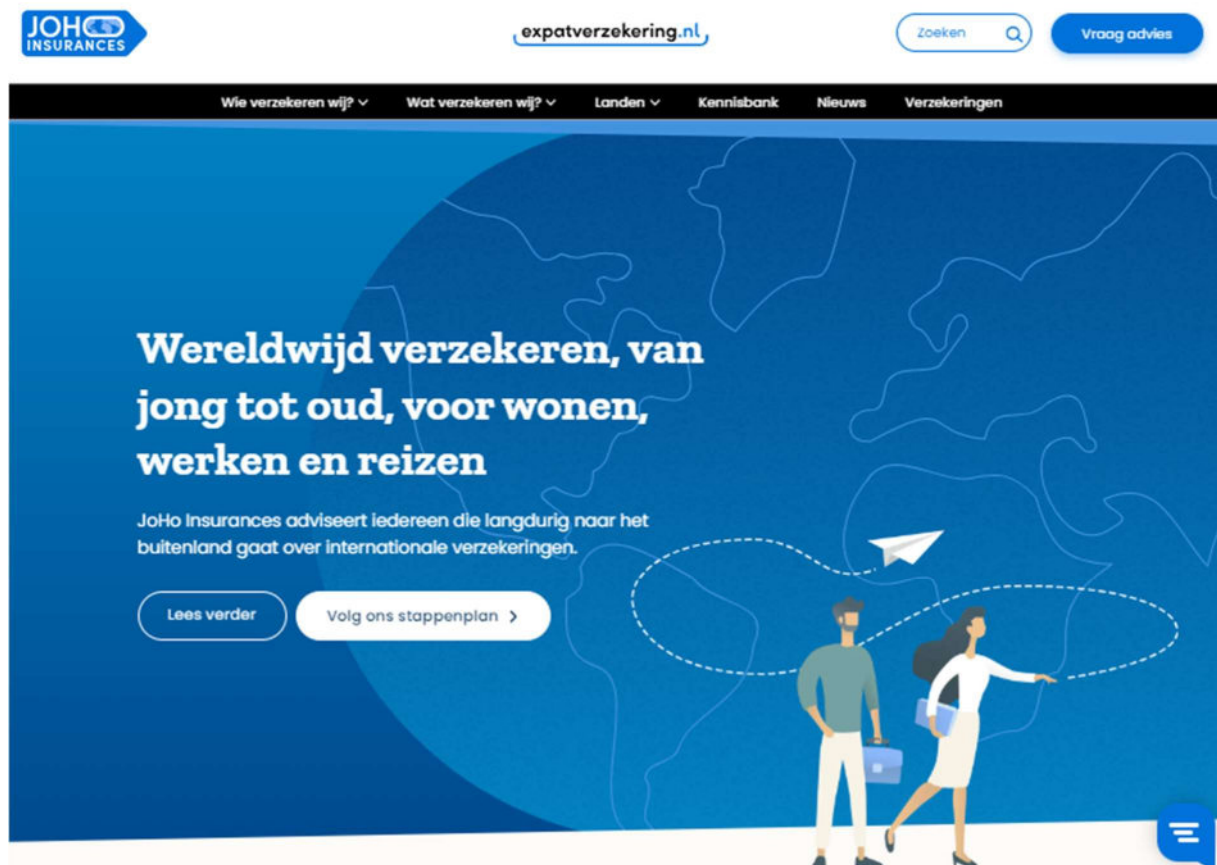 JOHO
INSURANCES
expatverzekering.nl
Zoeken
Vraag advies
Wie verzekeren wij?
Wat verzekeren wij?
Landen
Kennisbank
Nieuws
Verzekeringen
Wereldwijd verzekeren, van
jong tot oud, voor wonen,
werken en reizen
JoHo Insurances adviseert iedereen die langdurig naar het
buitenland gaat over internationale verzekeringen.
Lees verder
Volg ons stappenplan